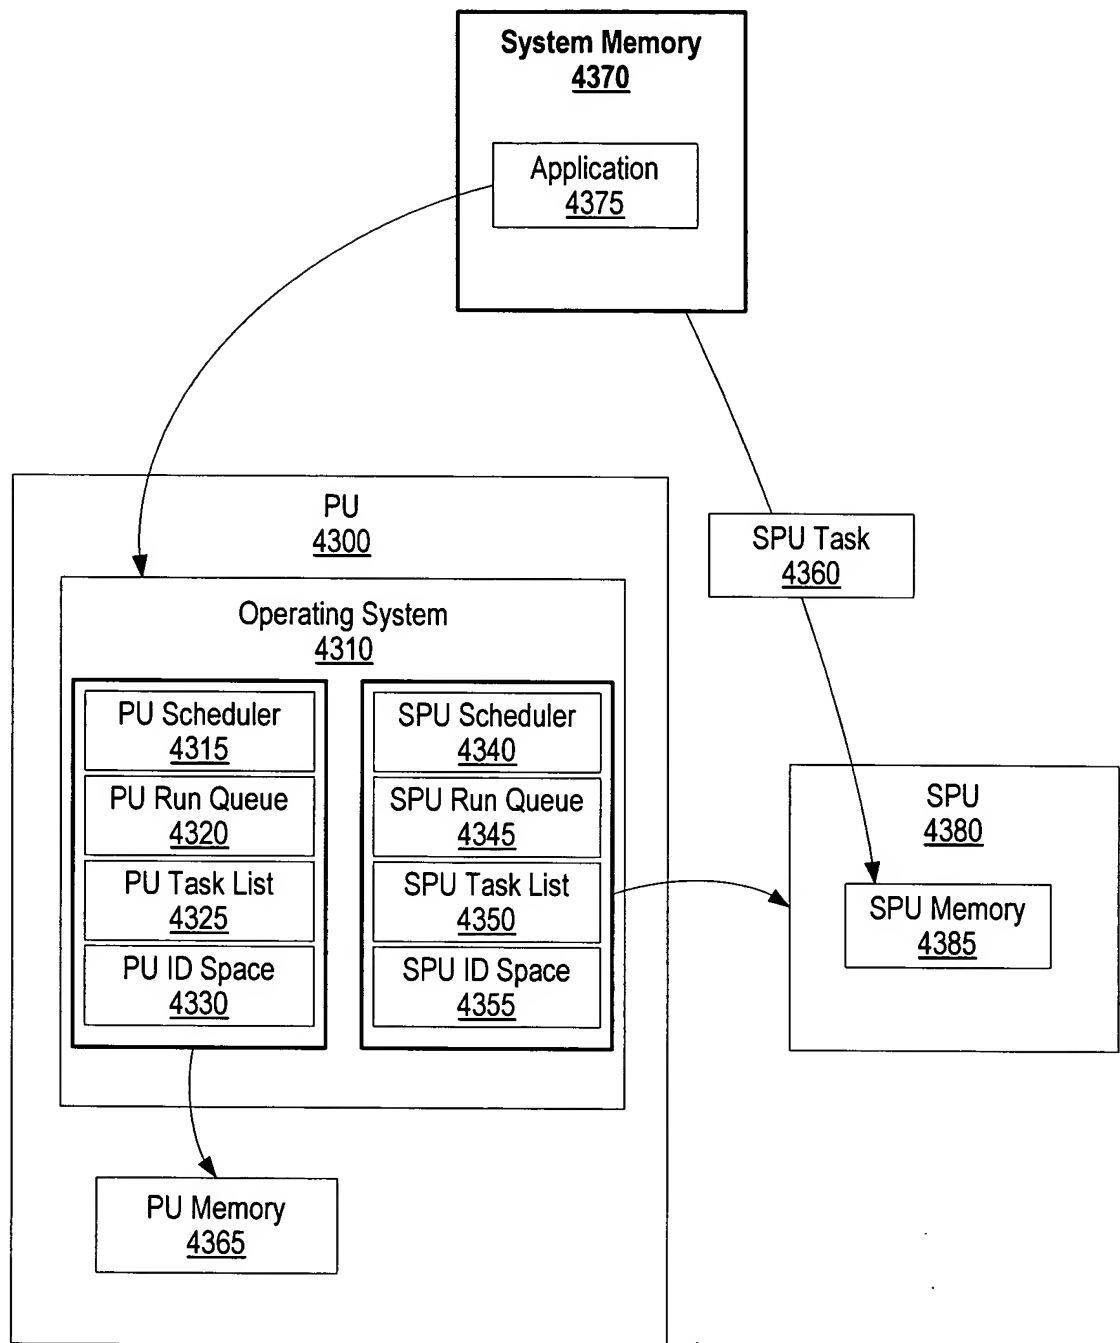 System Memory
4370
Application
4375
PU
4300
SPU Task
4360
Operating System
4310
PU Scheduler
4315
PU Run Queue
4320
PU Task List
4325
PU ID Space
4330
SPU Scheduler
4340
SPU Run Queue
4345
SPU Task List
4350
SPU ID Space
4355
SPU
4380
SPU Memory
4385
PU Memory
4365